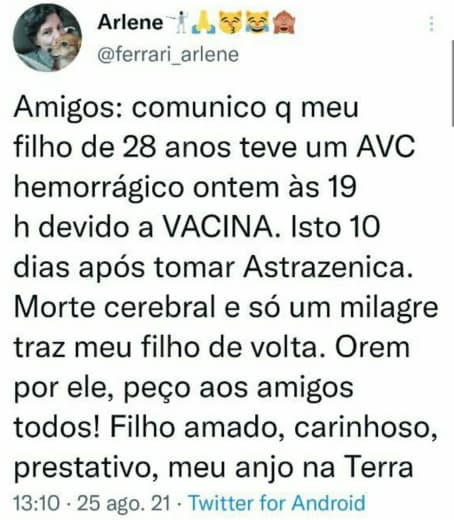 Arlene
@ferrari_arlene
Amigos: comunico q meu
filho de 28 anos teve um AVC
hemorrágico ontem às 19
h devido a VACINA. Isto 10
dias após tomar Astrazenica.
Morte cerebral e só um milagre
traz meu filho de volta. Orem
por ele, peço aos amigos
todos! Filho amado, carinhoso,
prestativo, meu anjo na Terra
13:10 · 25 ago. 21 · Twitter for Android